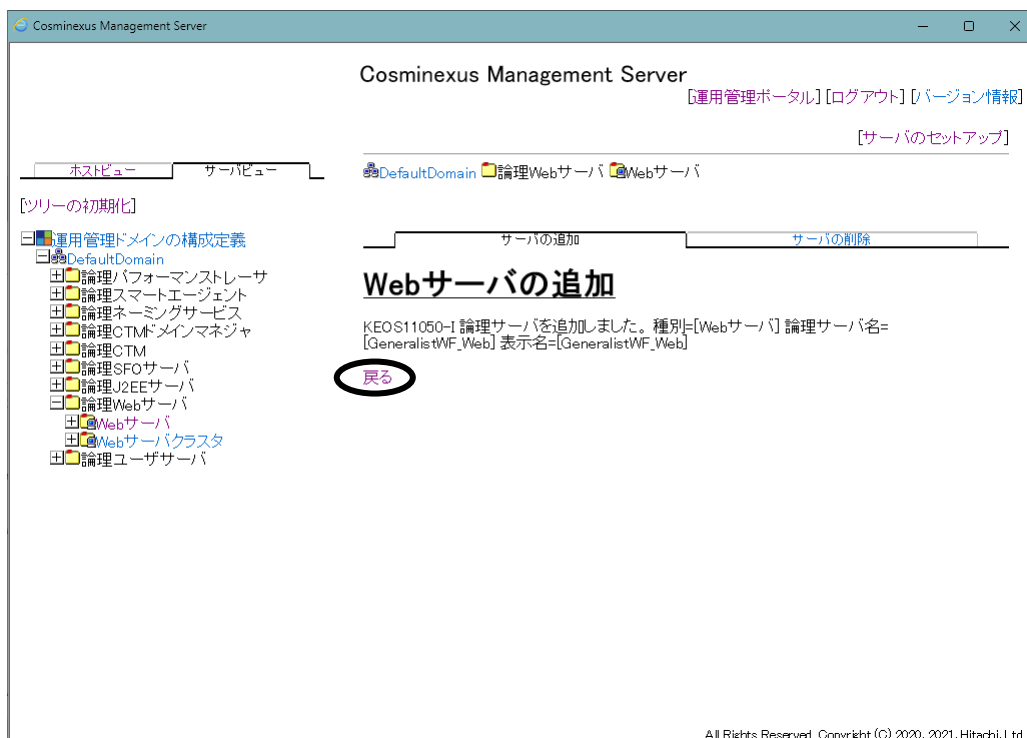 Cosminexus Management Server
Cosminexus Management Server
[運用管理ポータル] [ログアウト] [バージョン情報]
[サーバのセットアップ]
ホストビュー サーバビュー
[ツリーの初期化]
運用管理ドメインの構成定義
DefaultDomain
論理パフォーマンストレーサ
論理スマートエージェント
論理ネーミングサービス
論理CTMドメインマネジャ
論理CTM
論理SFOサーバ
論理J2EEサーバ
論理Webサーバ
Webサーバ
Webサーバクラスタ
論理ユーザサーバ
DefaultDomain 論理Webサーバ Webサーバ
サーバの追加 サーバの削除
Webサーバの追加
KEOS11050-I 論理サーバを追加しました。種別=[Webサーバ] 論理サーバ名=
[GeneralistWF_Web] 表示名=[GeneralistWF_Web]
戻る
All Rights Reserved. Copyright (C) 2020, 2021, Hitachi, Ltd